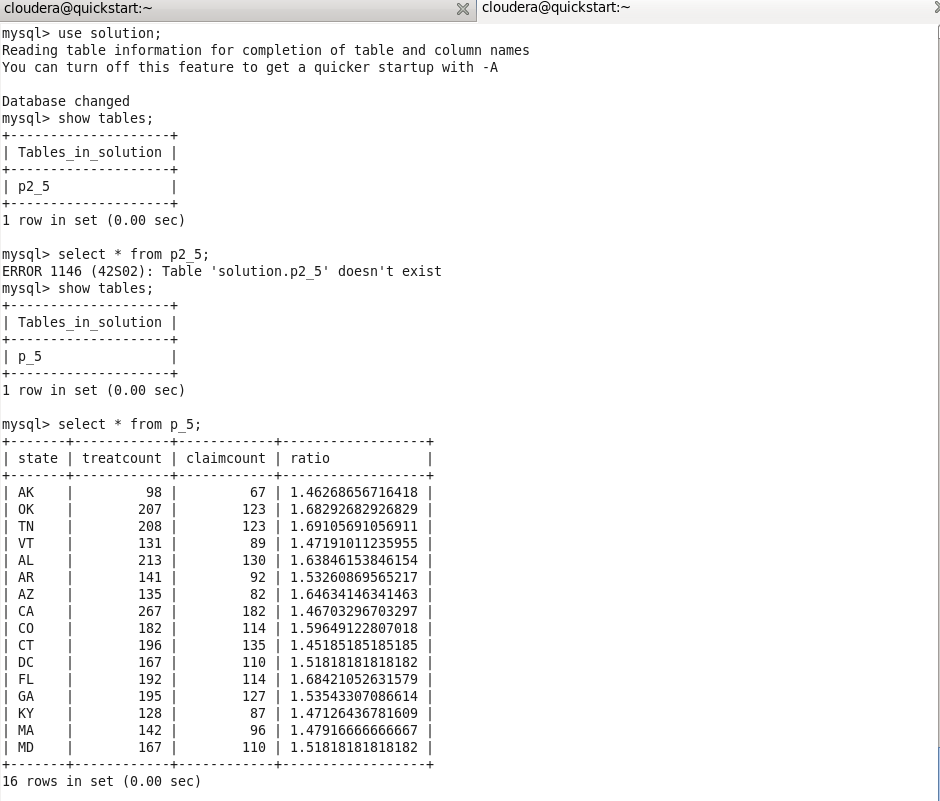 cloudera@quickstart:~ cloudera@quickstart:~
mysql> use solution;
Reading table information for completion of table and column names
You can turn off this feature to get a quicker startup with -A

Database changed
mysql> show tables;
+--------------------+
| Tables_in_solution |
+--------------------+
| p2_5               |
+--------------------+
1 row in set (0.00 sec)

mysql> select * from p2_5;
ERROR 1146 (42S02): Table 'solution.p2_5' doesn't exist
mysql> show tables;
+--------------------+
| Tables_in_solution |
+--------------------+
| p_5                |
+--------------------+
1 row in set (0.00 sec)

mysql> select * from p_5;
+-------+------------+------------+------------------+
| state | treatcount | claimcount | ratio            |
+-------+------------+------------+------------------+
| AK    |         98 |         67 | 1.46268656716418 |
| OK    |        207 |        123 | 1.68292682926829 |
| TN    |        208 |        123 | 1.69105691056911 |
| VT    |        131 |         89 | 1.47191011235955 |
| AL    |        213 |        130 | 1.63846153846154 |
| AR    |        141 |         92 | 1.53260869565217 |
| AZ    |        135 |         82 | 1.64634146341463 |
| CA    |        267 |        182 | 1.46703296703297 |
| CO    |        182 |        114 | 1.59649122807018 |
| CT    |        196 |        135 | 1.45185185185185 |
| DC    |        167 |        110 | 1.51818181818182 |
| FL    |        192 |        114 | 1.68421052631579 |
| GA    |        195 |        127 | 1.53543307086614 |
| KY    |        128 |         87 | 1.47126436781609 |
| MA    |        142 |         96 | 1.47916666666667 |
| MD    |        167 |        110 | 1.51818181818182 |
+-------+------------+------------+------------------+
16 rows in set (0.00 sec)